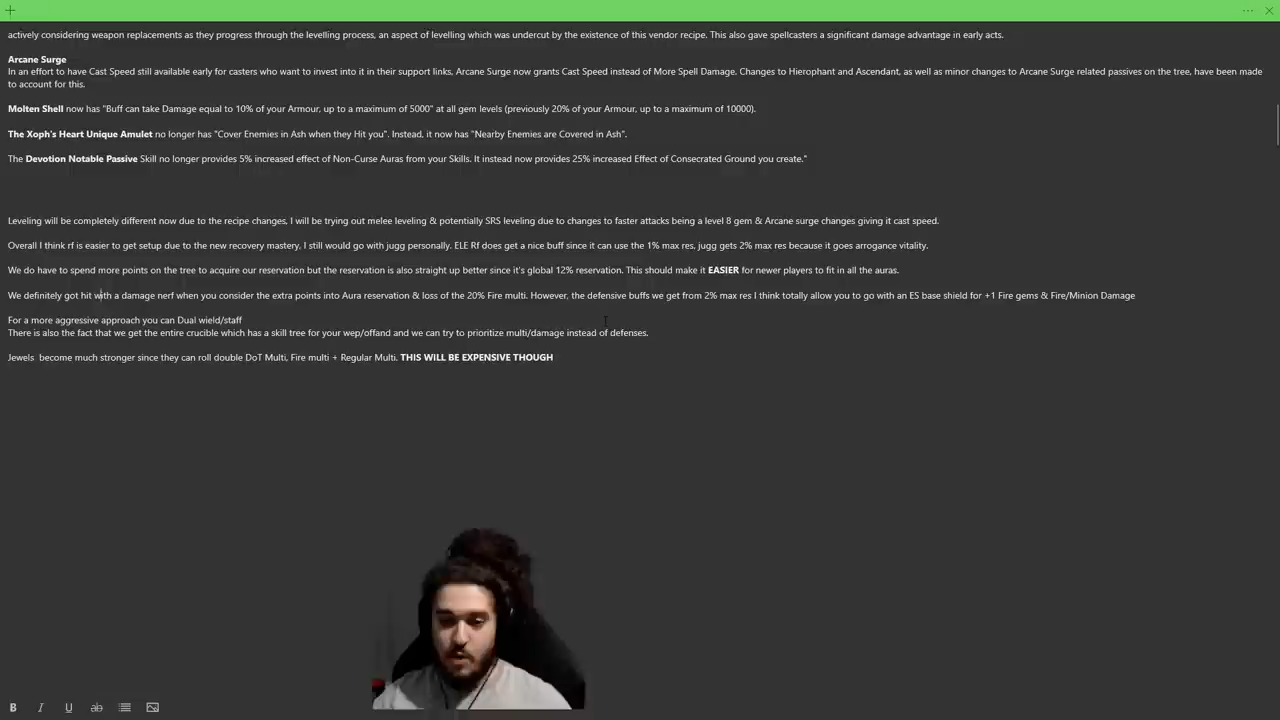 actively considering weapon replacements as they progress through the levelling process, an aspect of levelling which was undercut by the existence of this vendor recipe. This also gave spellcasters a significant damage advantage in early acts.
Arcane Surge
In an effort to have Cast Speed still available early for casters who want to invest into it in their support links, Arcane Surge now grants Cast Speed instead of More Spell Damage. Changes to Hierophant and Ascendant, as well as minor changes to Arcane Surge related passives on the tree, have been made
to account for this.
Molten Shell now has "Buff can take Damage equal to 10% of your Armour, up to a maximum of 5000" at all gem levels (previously 20% of your Armour, up to a maximum of 10000).
The Xoph's Heart Unique Amulet no longer has "Cover Enemies in Ash when they Hit you". Instead, it now has "Nearby Enemies are Covered in Ash".
The Devotion Notable Passive Skill no longer provides 5% increased effect of Non-Curse Auras from your Skills. It instead now provides 25% increased Effect of Consecrated Ground you create."
Leveling will be completely different now due to the recipe changes, I will be trying out melee leveling & potentially SRS leveling due to changes to faster attacks being a level 8 gem & Arcane surge changes giving it cast speed.
Overall I think rf is easier to get setup due to the new recovery mastery, I still would go with jugg personally. ELE Rf does get a nice buff since it can use the 1% max res, jugg gets 2% max res because it goes arrogance vitality.
We do have to spend more points on the tree to acquire our reservation but the reservation is also straight up better since it's global 12% reservation. This should make it EASIER for newer players to fit in all the auras.
We definitely got hit with a damage nerf when you consider the extra points into Aura reservation & loss of the 20% Fire multi. However, the defensive buffs we get from 2% max res I think totally allow you to go with an ES base shield for +1 Fire gems & Fire/Minion Damage
For a more aggressive approach you can Dual wield/staff
There is also the fact that we get the entire crucible which has a skill tree for your wep/offand and we can try to prioritize multi/damage instead of defenses.
Jewels become much stronger since they can roll double DoT Multi, Fire multi + Regular Multi. THIS WILL BE EXPENSIVE THOUGH
B I U ab